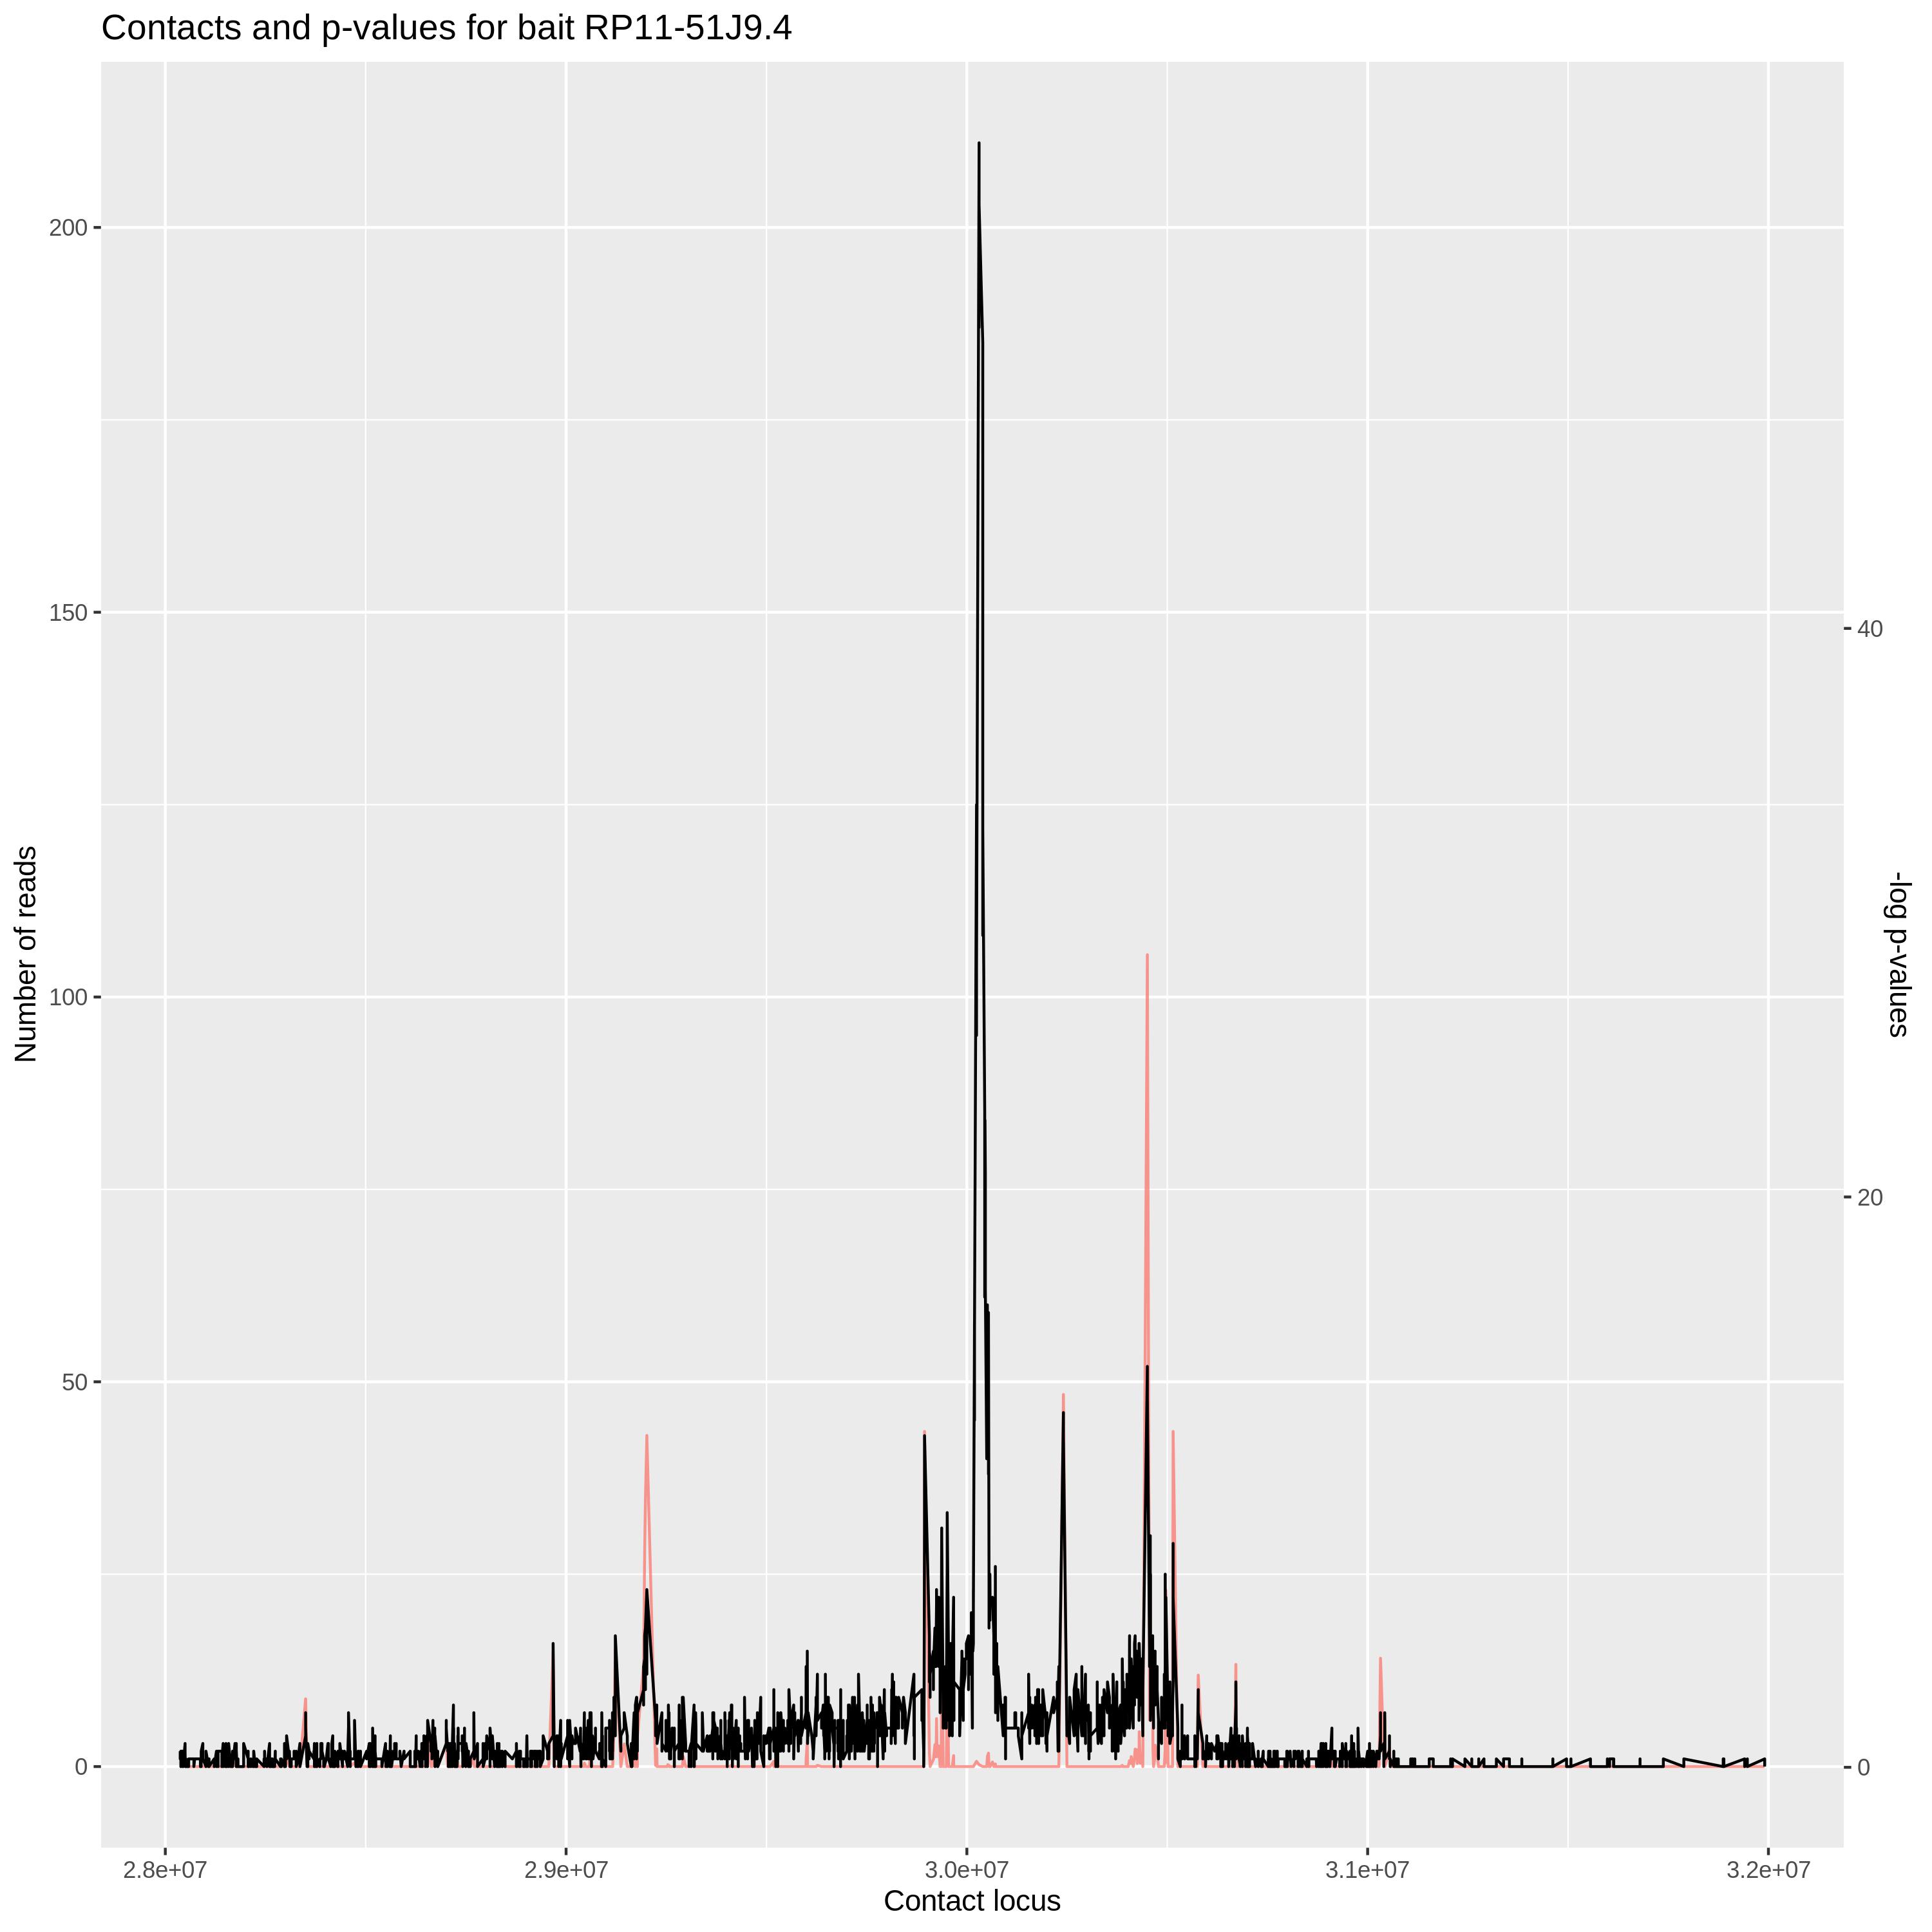 Contacts and p-values for bait RP11-51J9.4
200
150
100
50
0
Number of reads
40
20
0
-log p-values
2.8e+07
2.9e+07
3.0e+07
3.1e+07
3.2e+07
Contact locus